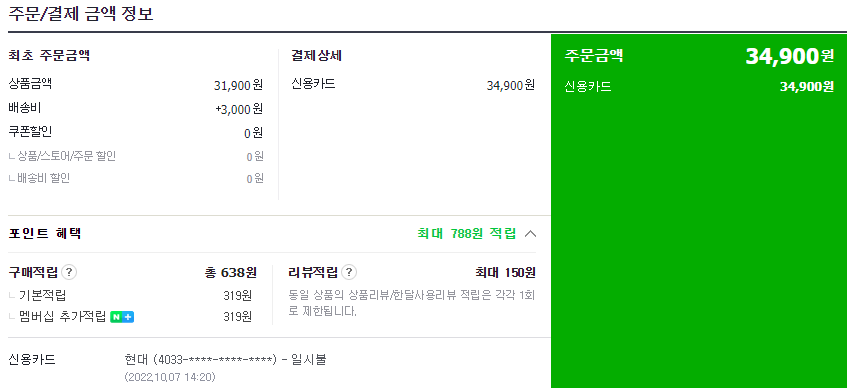 주문/결제 금액 정보
최초 주문금액
상품금액 31,900원
배송비 +3,000원
쿠폰할인 0원
상품/스토어/주문 할인 0원
배송비 할인 0원
결제상세
신용카드 34,900원
주문금액 34,900원
신용카드 34,900원
포인트 혜택 최대 788원 적립
구매적립 ? 총 638원
기본적립 319원
멤버십 추가적립 N+ 319원
리뷰적립 ? 최대 150원
동일 상품의 상품리뷰/한달사용리뷰 적립은 각각 1회
로 제한됩니다.
신용카드 현대 (4033-****-****-****) - 일시불
(2022.10.07 14:20)